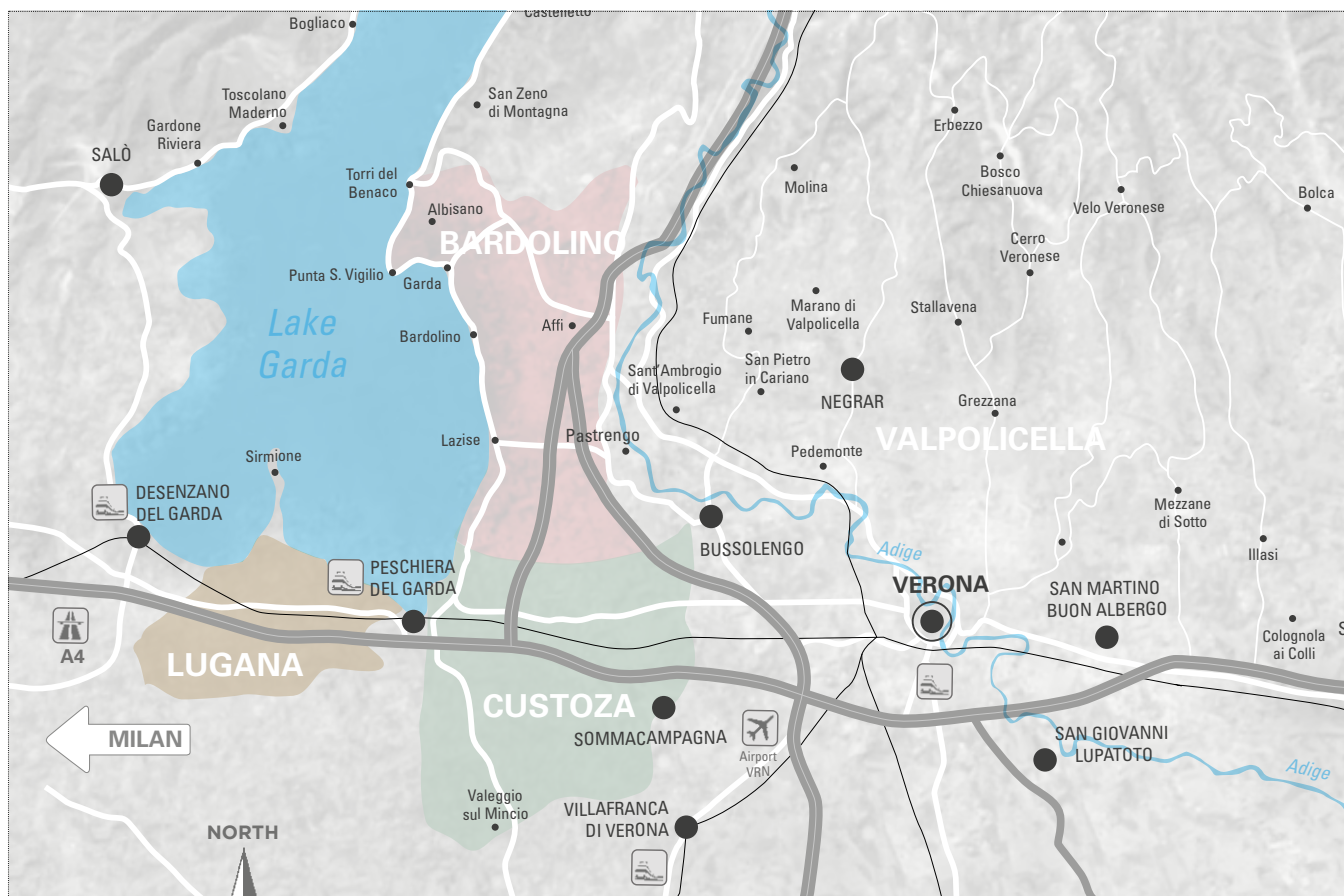 Bogliaco
Castelletto
Toscolano
Maderno
San Zeno
di Montagna
Gardone
Riviera
SALÒ
Erbezzo
Bosco
Chiesanuova
Molina
Torri del
Benaco
Velo Veronese
Bolca
Albisano
BARDOLINO
Cerro
Veronese
Punta S. Vigilio
Garda
Marano di
Valpolicella
Stallavena
Fumane
Lake
Garda
Bardolino
Affi
San Pietro
in Cariano
Sant'Ambrogio
di Valpolicella
NEGRAR
Grezzana
VALPOLICELLA
Lazise
Pastrengo
Pedemonte
Sirmione
DESENZANO
DEL GARDA
Mezzane
di Sotto
BUSSOLENGO
Adige
Illasi
PESCHIERA
DEL GARDA
VERONA
SAN MARTINO
BUON ALBERGO
A4
LUGANA
Colognola
ai Colli
S
CUSTOZA
SOMMACAMPAGNA
MILAN
Airport
VRN
SAN GIOVANNI
LUPATOTO
Adige
Valeggio
sul Mincio
VILLAFRANCA
DI VERONA
NORTH